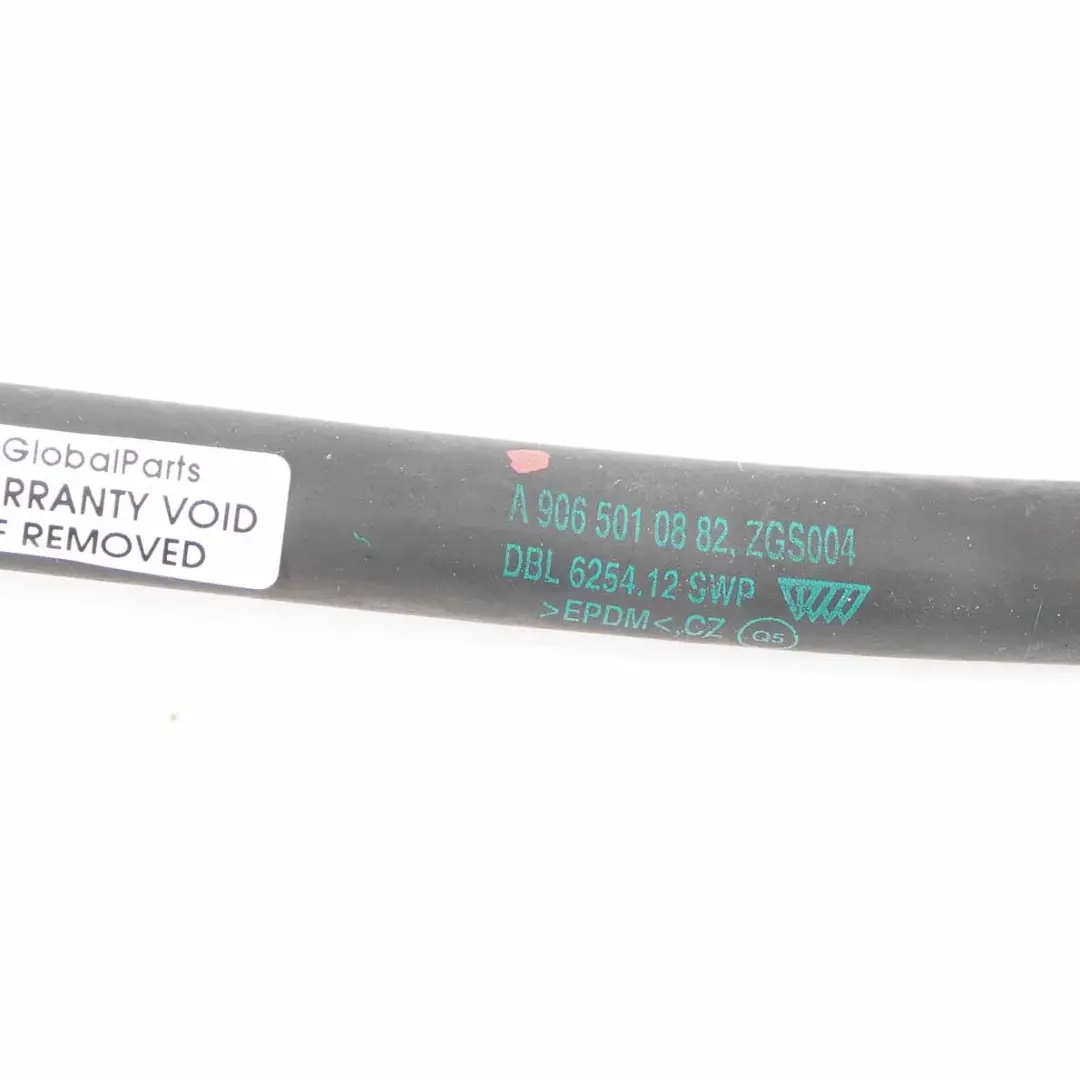 GlobalParts
RRANTY VOID
F REMOVED
A 906 501 08 82, ZGS004
DBL 6254.12 SWP
>EPDM<,CZ Q5